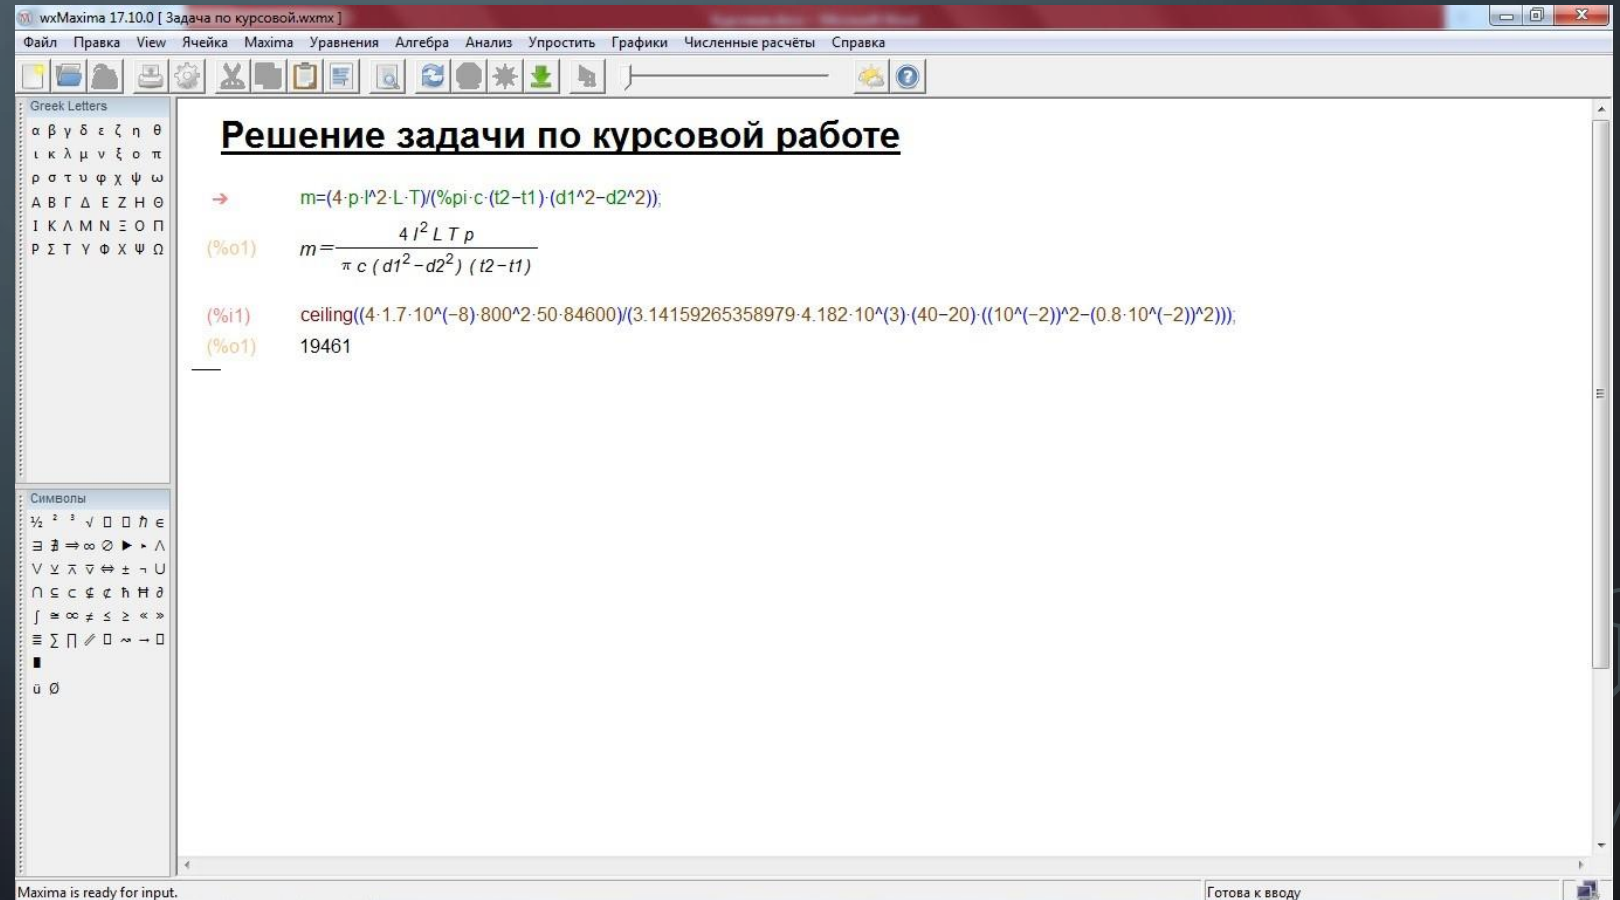 wxMaxima 17.10.0 [ Задача по курсовой.wxmx ]
Файл Правка View Ячейка Maxima Уравнения Алгебра Анализ Упростить Графики Численные расчёты Справка
Greek Letters
α β γ δ ε ζ η θ
ι κ λ μ ν ξ ο π
ρ σ τ υ φ χ ψ ω
Α Β Γ Δ Ε Ζ Η Θ
Ι Κ Λ Μ Ν Ξ Ο Π
Ρ Σ Τ Υ Φ Χ Ψ Ω
Решение задачи по курсовой работе
➔ m=(4·p·l^2·L·T)/(%pi·c·(t2−t1)·(d1^2−d2^2));
(%o1) m=
4 l² L T p
π c (d1²−d2²) (t2−t1)
(%i1) ceiling((4·1.7·10^(−8)·800^2·50·84600)/(3.14159265358979·4.182·10^(3)·(40−20)·((10^(−2))^2−(0.8·10^(−2))^2)));
(%o1) 19461
Символы
½ ² ³ √ ℏ ∈
∃ ∄ ⇒ ∞ ∅ ▶ ‣ ⋀
⋁ ⊻ ⊼ ⊽ ⇔ ± ¬ ⋃
⋂ ⊆ ⊂ ⊈ ⊄ ħ Ħ ∂
∫ ≅ ∝ ≠ ≤ ≥ « »
≣ ∑ ∏ ∥ ⇝ →
∎
ü Ø
Maxima is ready for input.
Готова к вводу